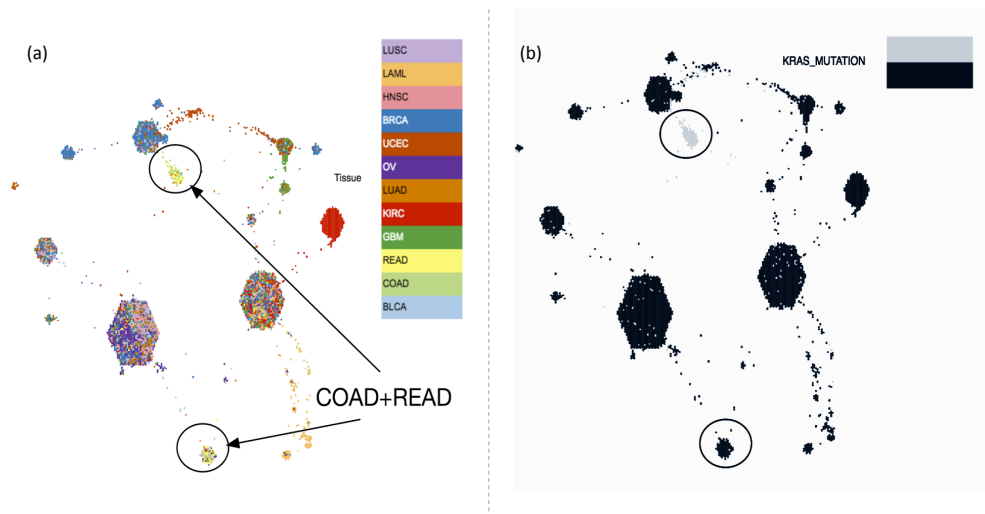 (a)
LUSC
LAML
HNSC
BRCA
UCEC
OV
Tissue
LUAD
KIRC
GBM
READ
COAD
BLCA
COAD+READ
(b)
KRAS_MUTATION